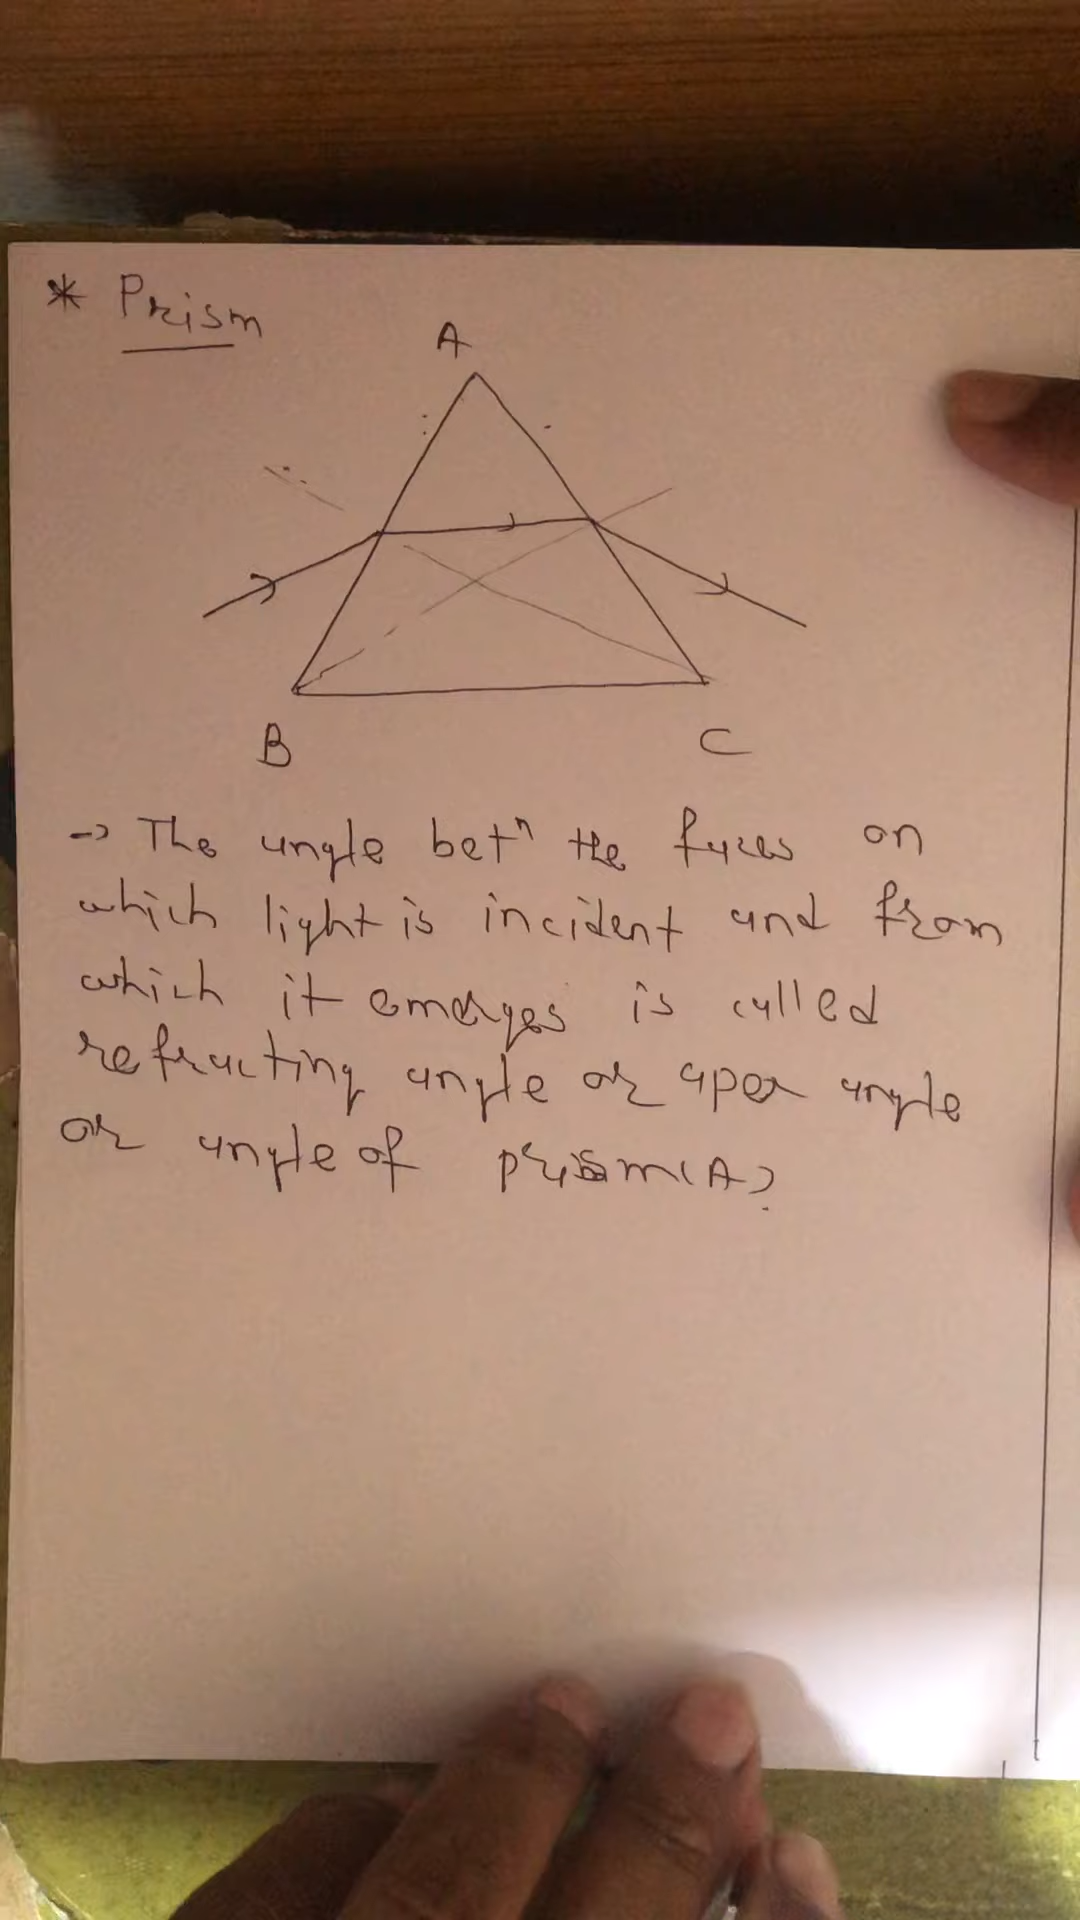 * Prism
A
B
C
→ The angle betⁿ the faces on
which light is incident and from
which it emerges is called
refracting angle or apex angle
or angle of prism(A)